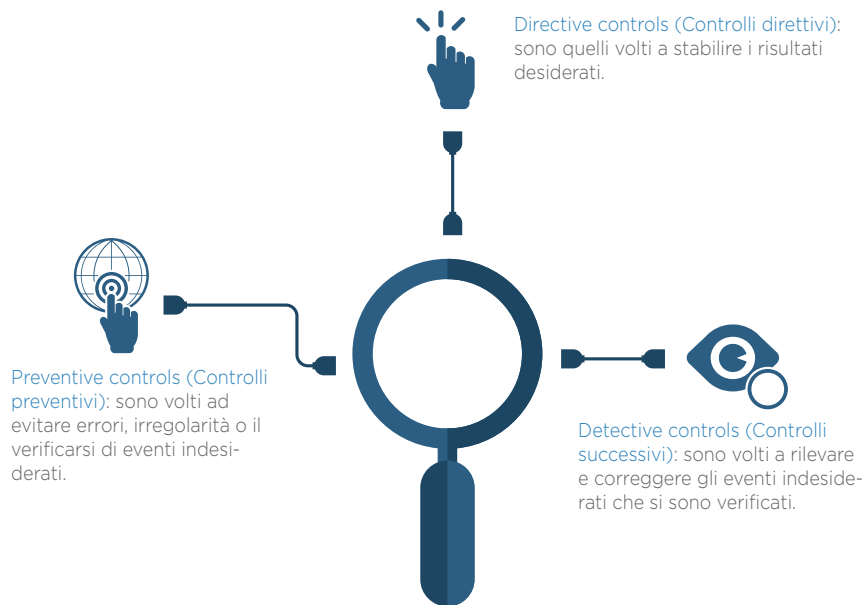 Directive controls (Controlli direttivi):
sono quelli volti a stabilire i risultati
desiderati.
Preventive controls (Controlli
preventivi): sono volti ad
evitare errori, irregolarità o il
verificarsi di eventi indesi-
derati.
Detective controls (Controlli
successivi): sono volti a rilevare
e correggere gli eventi indeside-
rati che si sono verificati.